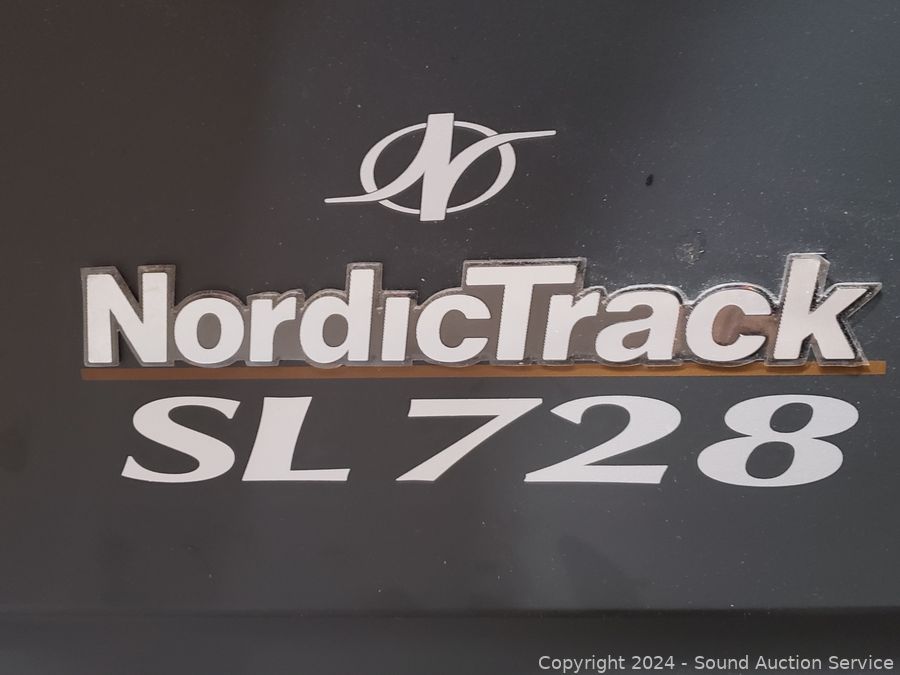 NordicTrack
SL 728
Copyright 2024 - Sound Auction Service